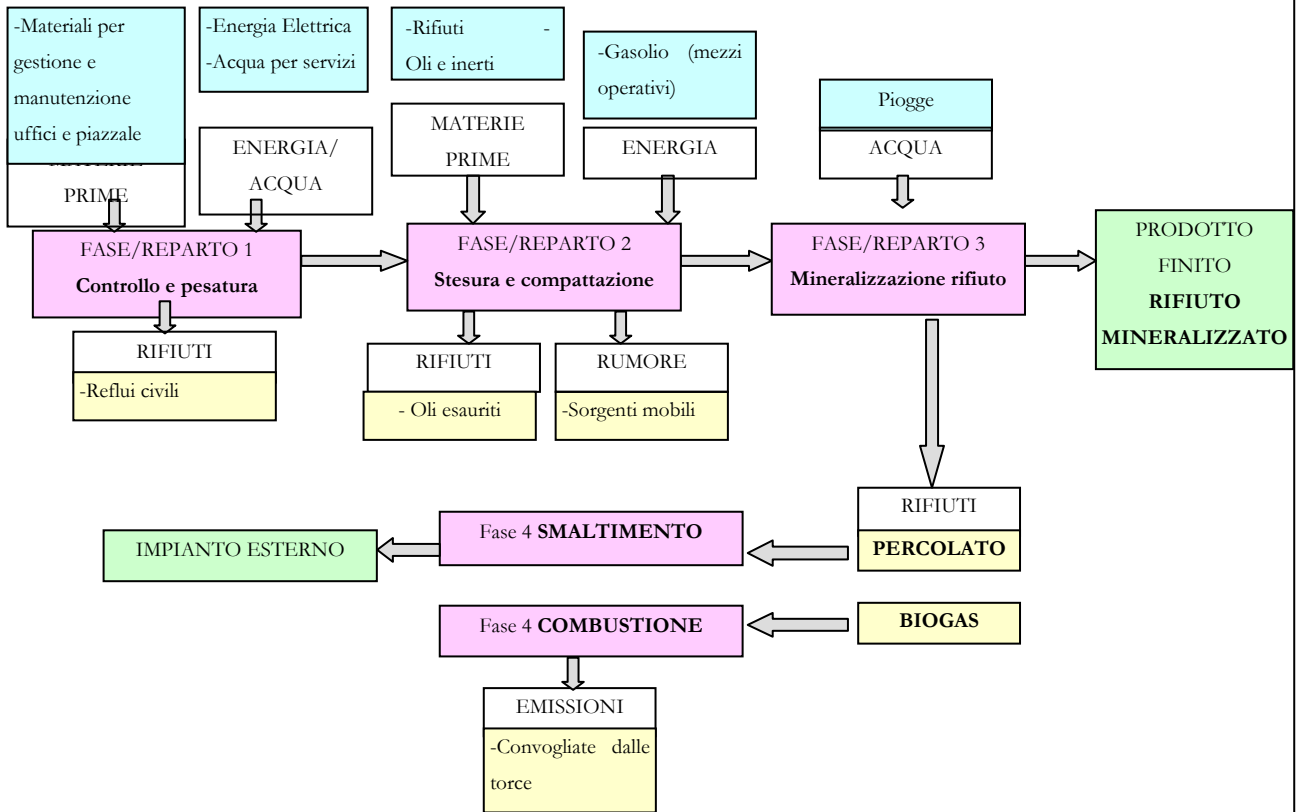 -Materiali per
gestione e
manutenzione
uffici e piazzale
PRIME
-Energia Elettrica
-Acqua per servizi
ENERGIA/
ACQUA
-Rifiuti -
Oli e inerti
MATERIE
PRIME
-Gasolio (mezzi
operativi)
ENERGIA
Piogge
ACQUA
FASE/REPARTO 1
Controllo e pesatura
FASE/REPARTO 2
Stesura e compattazione
FASE/REPARTO 3
Mineralizzazione rifiuto
PRODOTTO
FINITO
RIFIUTO
MINERALIZZATO
RIFIUTI
-Reflui civili
RIFIUTI
- Oli esauriti
RUMORE
-Sorgenti mobili
RIFIUTI
PERCOLATO
Fase 4 SMALTIMENTO
IMPIANTO ESTERNO
BIOGAS
Fase 4 COMBUSTIONE
EMISSIONI
-Convogliate dalle
torce